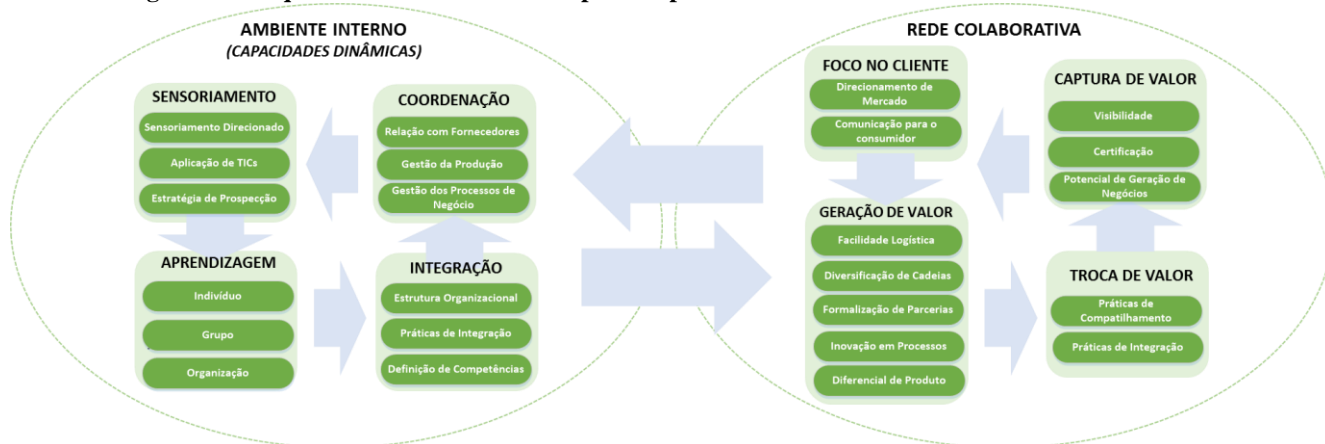 AMBIENTE INTERNO
(CAPACIDADES DINÂMICAS)
SENSORIAMENTO
Sensoriamento Direcionado
Aplicação de TICs
Estratégia de Prospecção
COORDENAÇÃO
Relação com Fornecedores
Gestão da Produção
Gestão dos Processos de
Negócio
APRENDIZAGEM
Indivíduo
Grupo
Organização
INTEGRAÇÃO
Estrutura Organizacional
Práticas de Integração
Definição de Competências
REDE COLABORATIVA
FOCO NO CLIENTE
Direcionamento de
Mercado
Comunicação para o
consumidor
CAPTURA DE VALOR
Visibilidade
Certificação
Potencial de Geração de
Negócios
GERAÇÃO DE VALOR
Facilidade Logística
Diversificação de Cadeias
Formalização de Parcerias
Inovação em Processos
Diferencial de Produto
TROCA DE VALOR
Práticas de
Compatilhamento
Práticas de Integração